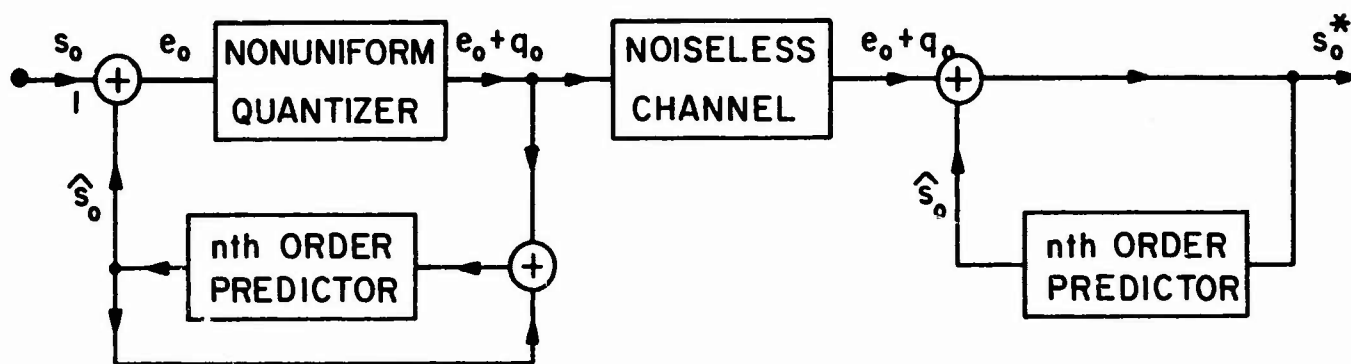 s₀
1
e₀
NONUNIFORM
QUANTIZER
e₀+q₀
NOISELESS
CHANNEL
e₀+q₀
s₀*
ŝ₀
nth ORDER
PREDICTOR
ŝ₀
nth ORDER
PREDICTOR